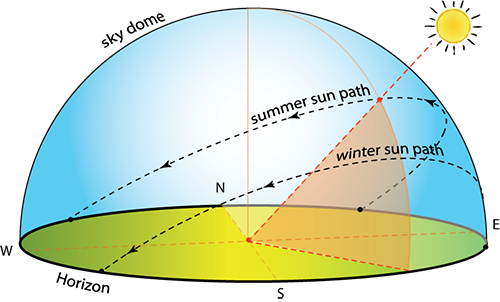 sky dome
summer sun path
winter sun path
N
E
W
Horizon
S